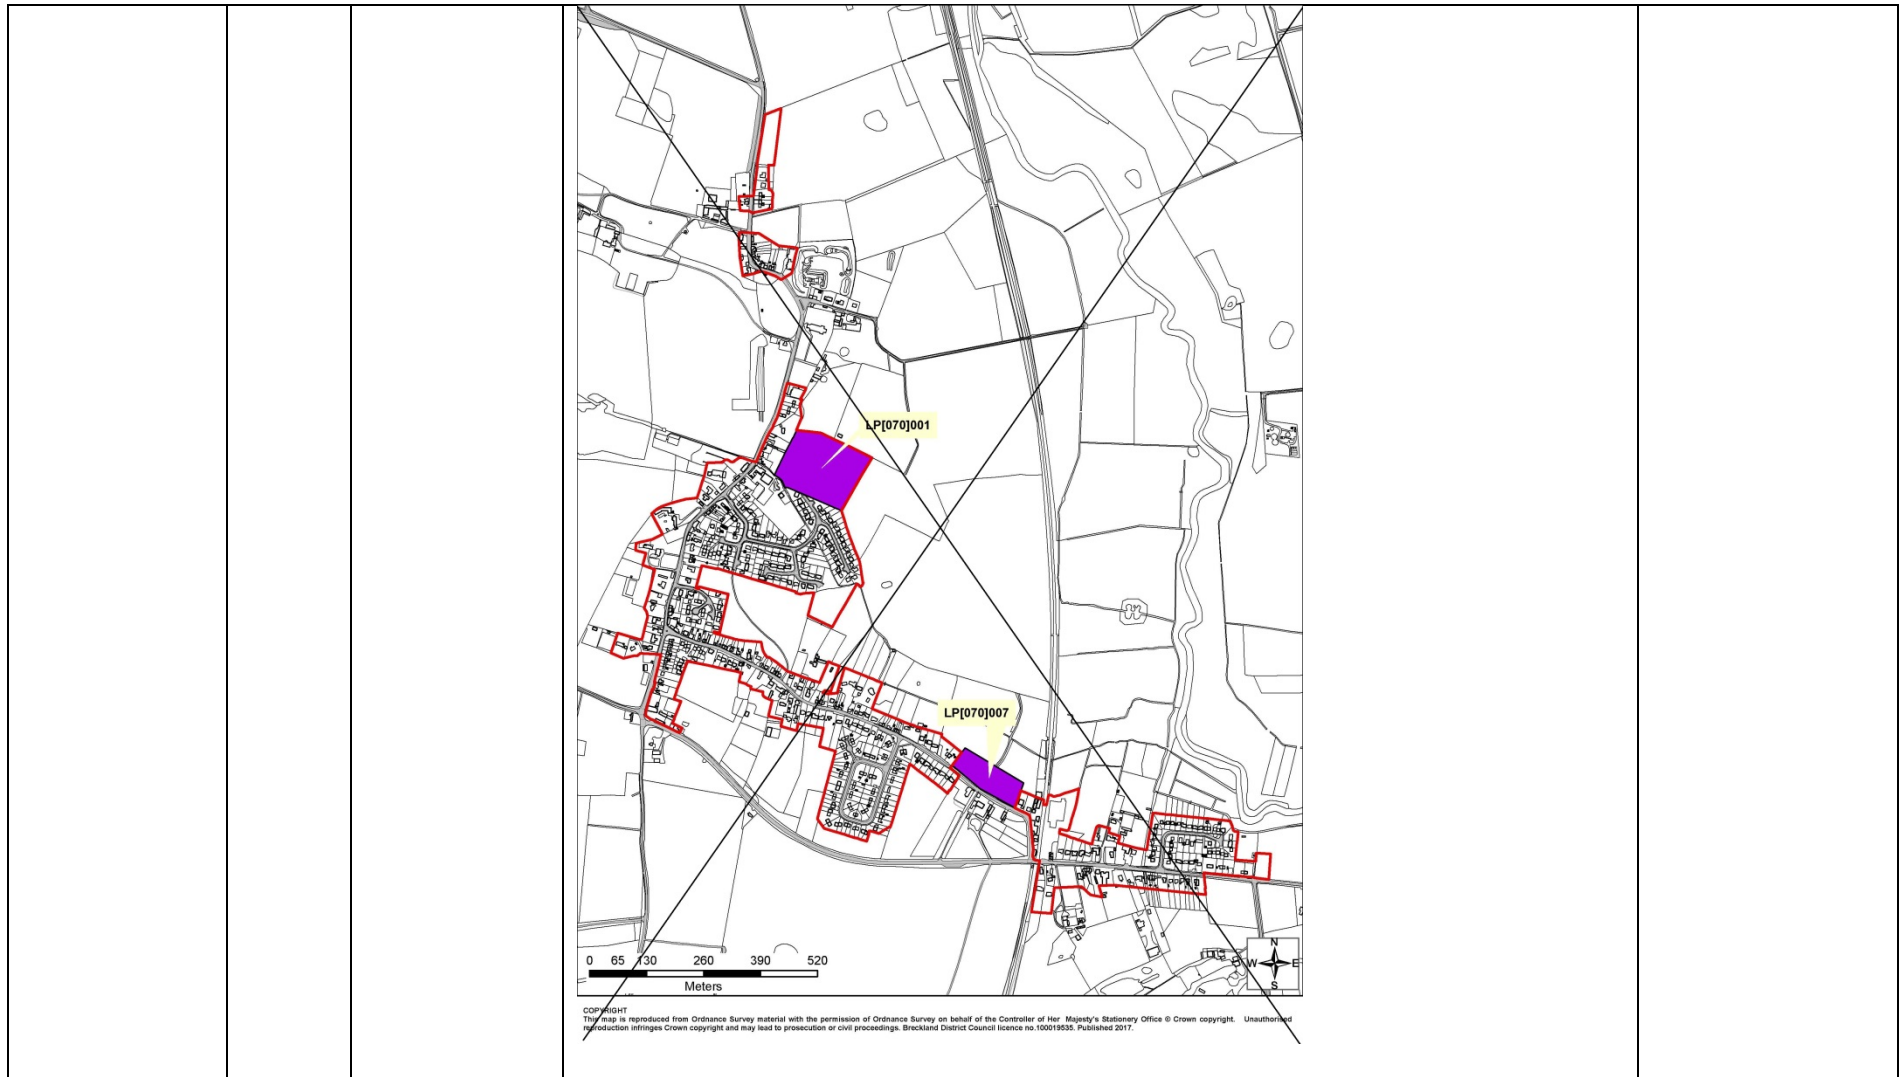 LP[070]001
LP[070]007
0 65 130 260 390 520
Meters
N
W E
S
COPYRIGHT
This map is reproduced from Ordnance Survey material with the permission of Ordnance Survey on behalf of the Controller of Her Majesty's Stationery Office © Crown copyright. Unauthorised
reproduction infringes Crown copyright and may lead to prosecution or civil proceedings. Breckland District Council licence no.100019535. Published 2017.